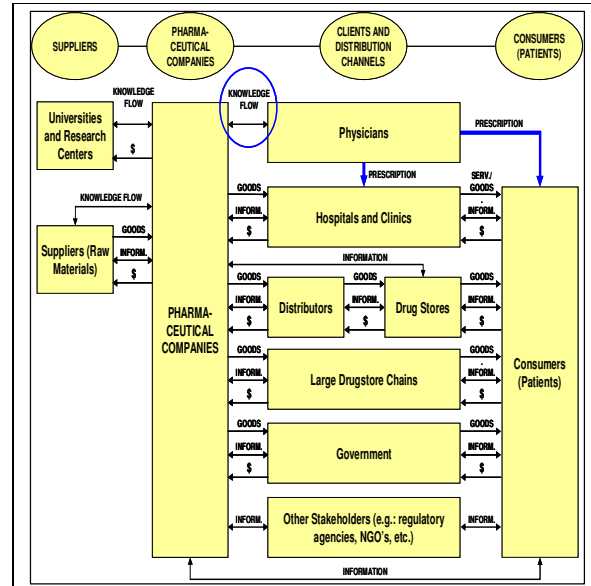 SUPPLIERS
PHARMA-
CEUTICAL
COMPANIES
CLIENTS AND
DISTRIBUTION
CHANNELS
CONSUMERS
(PATIENTS)
KNOWLEDGE
FLOW
KNOWLEDGE
FLOW
Universities
and Research
Centers
$
Physicians
PRESCRIPTION
PRESCRIPTION
KNOWLEDGE FLOW
Suppliers (Raw
Materials)
GOODS
INFORM.
$
GOODS
INFORM.
$
Hospitals and Clinics
SERV./
GOODS
.
INFORM.
$
INFORMATION
PHARMA-
CEUTICAL
COMPANIES
GOODS
INFORM.
$
Distributors
GOODS
INFORM.
$
Drug Stores
GOODS
INFORM.
$
GOODS
INFORM.
$
Large Drugstore Chains
GOODS
.
INFORM.
$
Consumers
(Patients)
GOODS
INFORM.
$
Government
GOODS
INFORM.
$
INFORM.
Other Stakeholders (e.g.: regulatory
agencies, NGO's, etc.)
INFORM.
INFORMATION